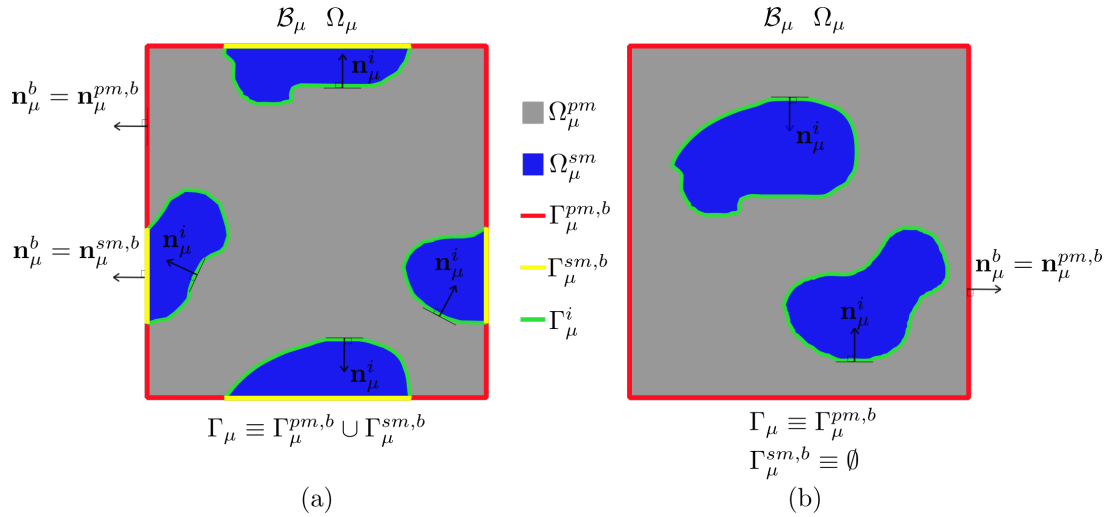 ℬ_μ Ω_μ
n_μ^i
n_μ^b = n_μ^{pm,b}
n_μ^b = n_μ^{sm,b}
n_μ^i
n_μ^i
n_μ^i
Γ_μ ≡ Γ_μ^{pm,b} ∪ Γ_μ^{sm,b}
(a)
Ω_μ^{pm}
Ω_μ^{sm}
Γ_μ^{pm,b}
Γ_μ^{sm,b}
Γ_μ^i
ℬ_μ Ω_μ
n_μ^i
n_μ^b = n_μ^{pm,b}
n_μ^i
Γ_μ ≡ Γ_μ^{pm,b}
Γ_μ^{sm,b} ≡ ∅
(b)